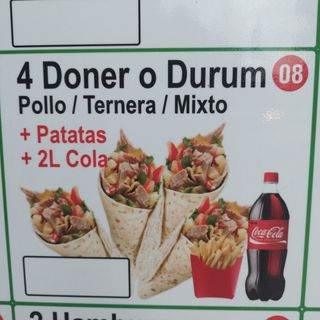 4 Doner o Durum 08
Pollo / Ternera / Mixto
+ Patatas
+ 2L Cola
Coca-Cola